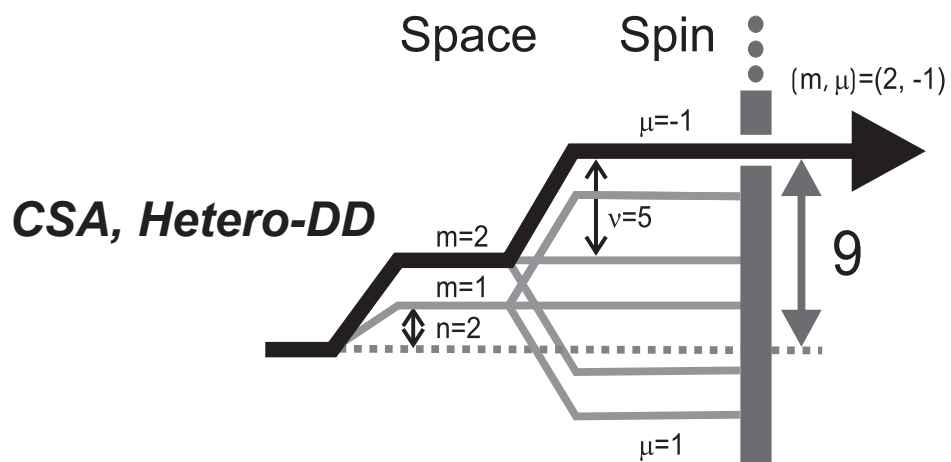 Space Spin
(m, μ)=(2, -1)
μ=-1
CSA, Hetero-DD
ν=5
m=2
9
m=1
n=2
μ=1